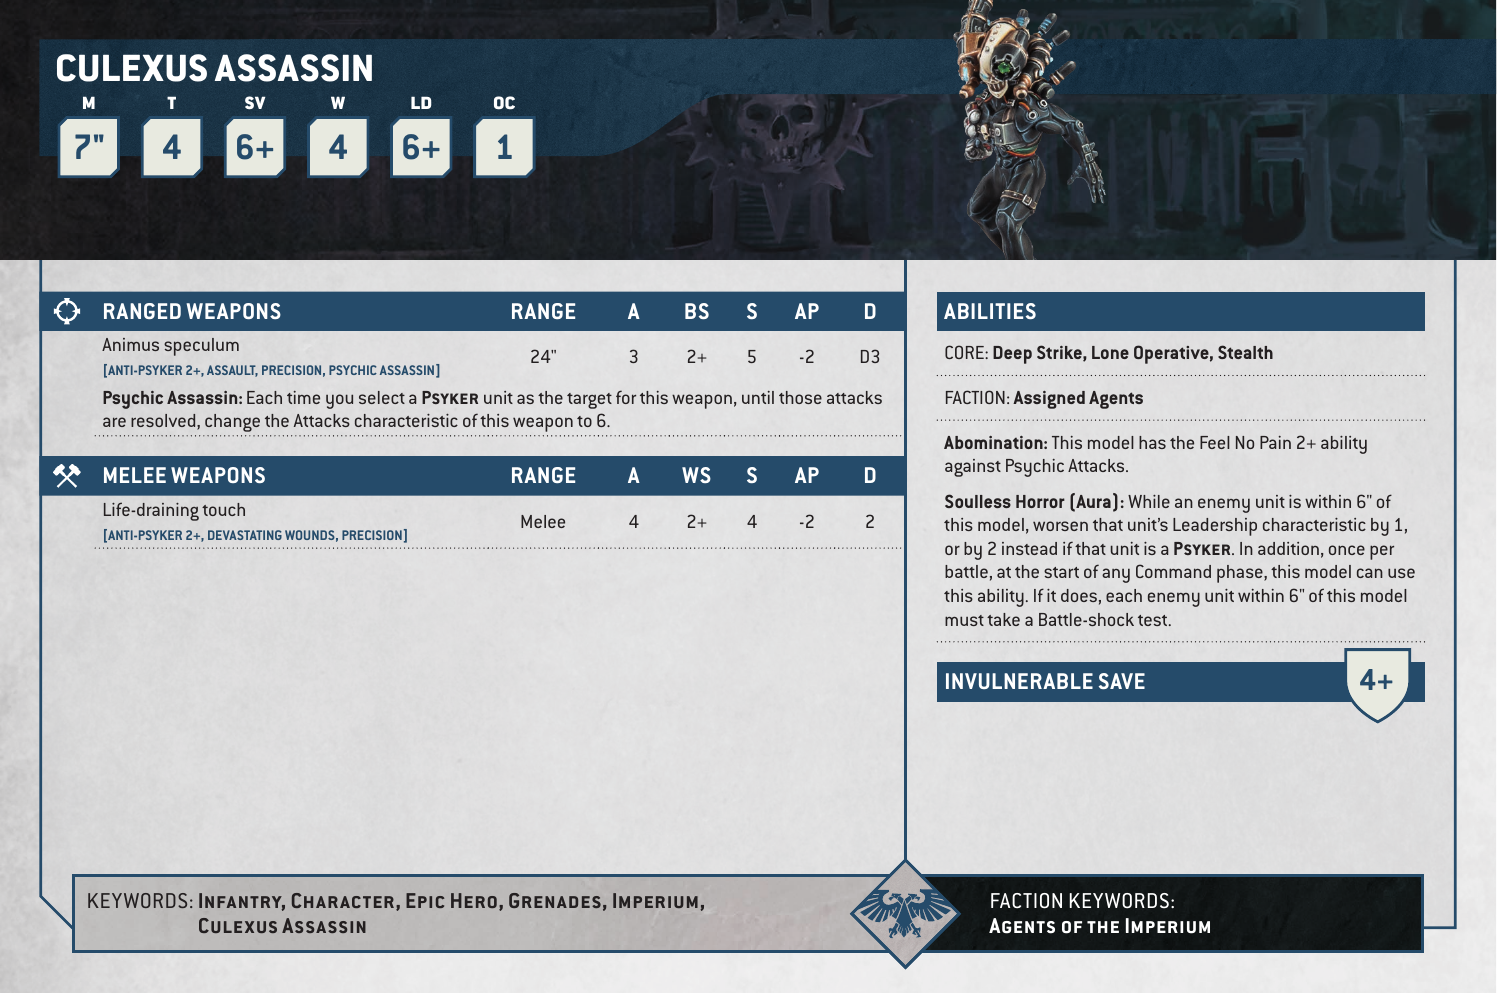 CULEXUS ASSASSIN
M T SV W LD OC
7" 4 6+ 4 6+ 1
RANGED WEAPONS RANGE A BS S AP D
Animus speculum
[ANTI-PSYKER 2+, ASSAULT, PRECISION, PSYCHIC ASSASSIN]
24" 3 2+ 5 -2 D3
Psychic Assassin: Each time you select a PSYKER unit as the target for this weapon, until those attacks
are resolved, change the Attacks characteristic of this weapon to 6.
MELEE WEAPONS RANGE A WS S AP D
Life-draining touch
[ANTI-PSYKER 2+, DEVASTATING WOUNDS, PRECISION]
Melee 4 2+ 4 -2 2
ABILITIES
CORE: Deep Strike, Lone Operative, Stealth
FACTION: Assigned Agents
Abomination: This model has the Feel No Pain 2+ ability
against Psychic Attacks.
Soulless Horror (Aura): While an enemy unit is within 6" of
this model, worsen that unit's Leadership characteristic by 1,
or by 2 instead if that unit is a PSYKER. In addition, once per
battle, at the start of any Command phase, this model can use
this ability. If it does, each enemy unit within 6" of this model
must take a Battle-shock test.
INVULNERABLE SAVE 4+
KEYWORDS: INFANTRY, CHARACTER, EPIC HERO, GRENADES, IMPERIUM,
CULEXUS ASSASSIN
FACTION KEYWORDS:
AGENTS OF THE IMPERIUM